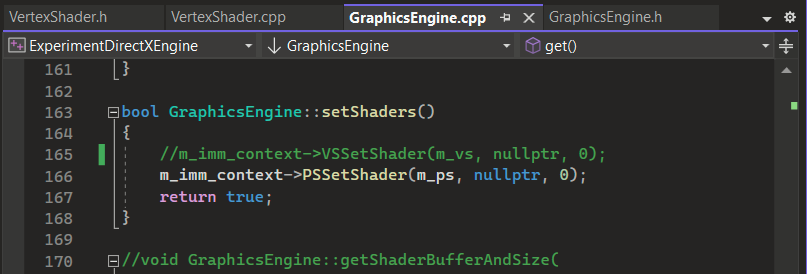 VertexShader.h VertexShader.cpp GraphicsEngine.cpp GraphicsEngine.h
ExperimentDirectXEngine GraphicsEngine get()
161 }
162
163 bool GraphicsEngine::setShaders()
164 {
165 //m_imm_context->VSSetShader(m_vs, nullptr, 0);
166 m_imm_context->PSSetShader(m_ps, nullptr, 0);
167 return true;
168 }
169
170 //void GraphicsEngine::getShaderBufferAndSize(